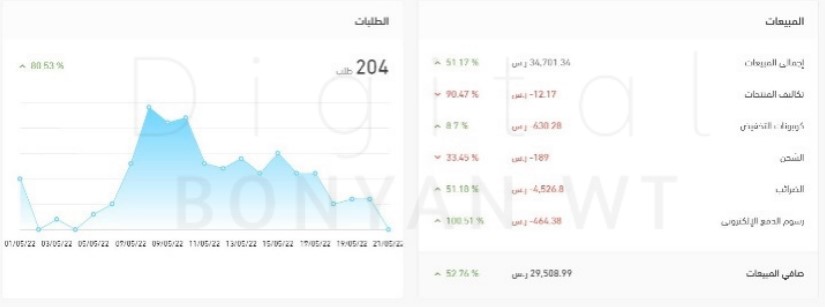 المبيعات
إجمالي المبيعات 34,701.34 ر.س 51.17 %
تكاليف المنتجات -12.17 ر.س 90.47 %
كوبونات التخفيض -630.28 ر.س 8.7 %
الشحن -189 ر.س 33.45 %
الضرائب -4,526.8 ر.س 51.18 %
رسوم الدفع الإلكتروني -464.38 ر.س 100.51 %
صافي المبيعات 29,508.99 ر.س 52.76 %
الطلبات
204 طلب
80.53 %
01/05/22 03/05/22 05/05/22 07/05/22 09/05/22 11/05/22 13/05/22 15/05/22 17/05/22 19/05/22 21/05/22
Digital
BONYAN WT